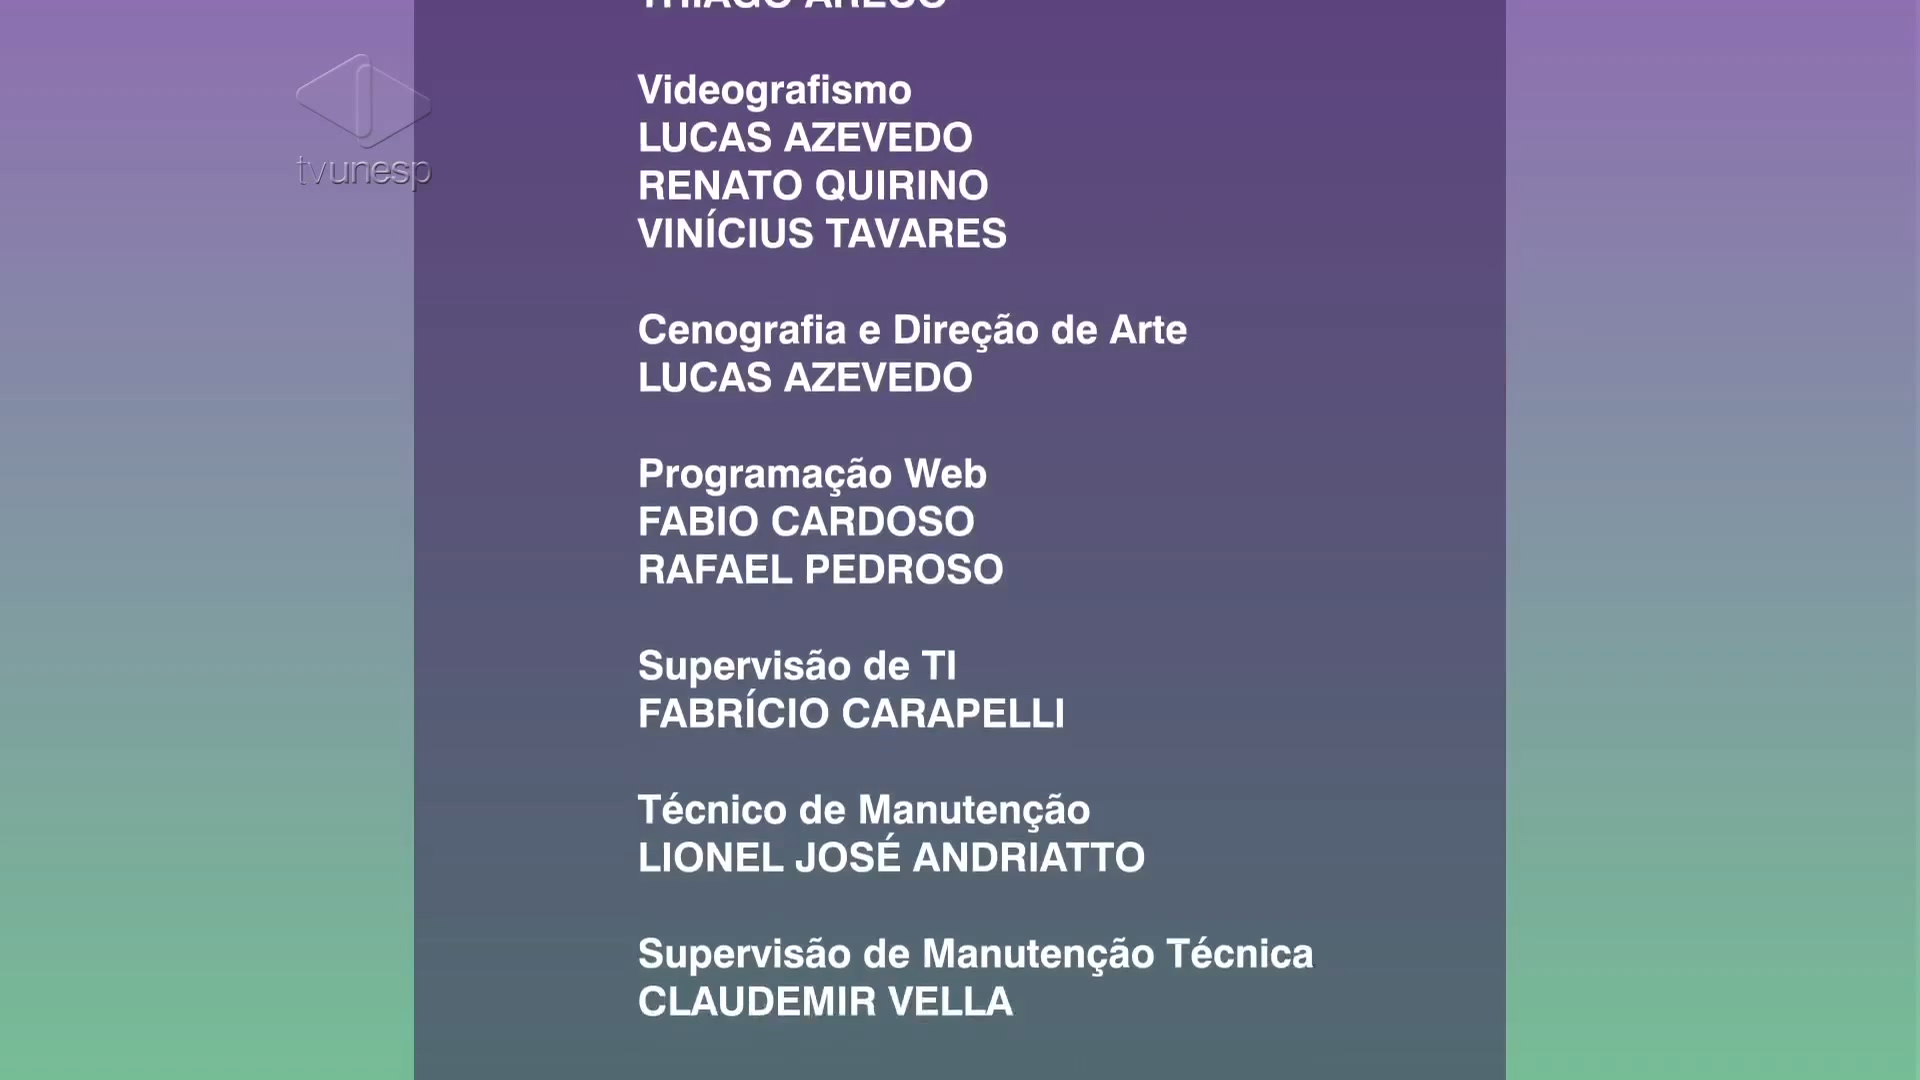 tvunesp
Videografismo
LUCAS AZEVEDO
RENATO QUIRINO
VINÍCIUS TAVARES
Cenografia e Direção de Arte
LUCAS AZEVEDO
Programação Web
FABIO CARDOSO
RAFAEL PEDROSO
Supervisão de TI
FABRÍCIO CARAPELLI
Técnico de Manutenção
LIONEL JOSÉ ANDRIATTO
Supervisão de Manutenção Técnica
CLAUDEMIR VELLA